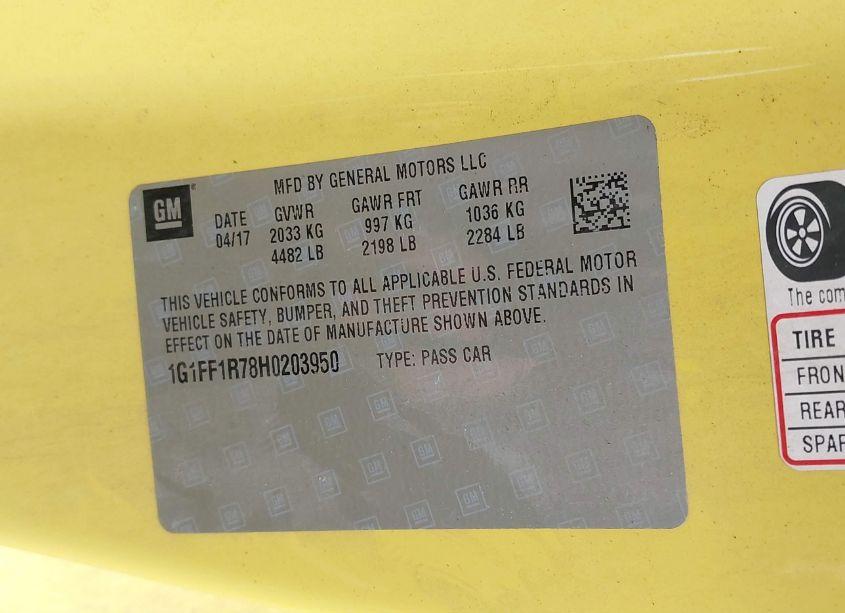 MFD BY GENERAL MOTORS LLC
GM
DATE GVWR GAWR FRT GAWR RR
04/17 2033 KG 997 KG 1036 KG
4482 LB 2198 LB 2284 LB
THIS VEHICLE CONFORMS TO ALL APPLICABLE U.S. FEDERAL MOTOR
VEHICLE SAFETY, BUMPER, AND THEFT PREVENTION STANDARDS IN
EFFECT ON THE DATE OF MANUFACTURE SHOWN ABOVE.
1G1FF1R78H0203950 TYPE: PASS CAR
The com
TIRE
FRON
REAR
SPAR